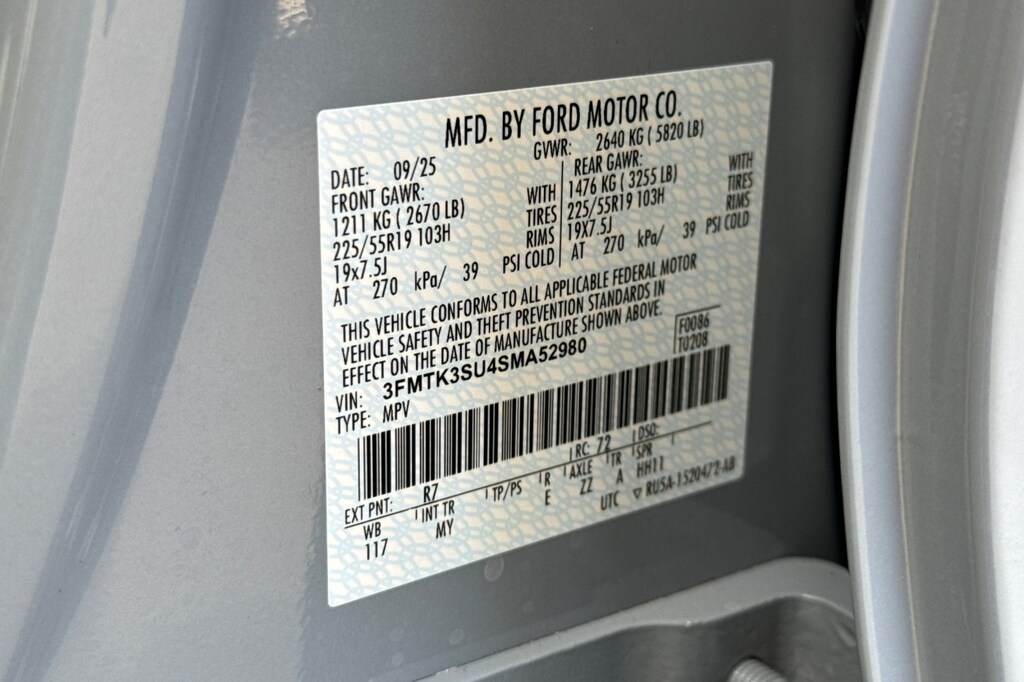 MFD. BY FORD MOTOR CO.
DATE: 09/25 GVWR: 2640 KG ( 5820 LB)
FRONT GAWR: REAR GAWR:
1211 KG ( 2670 LB) WITH 1476 KG ( 3255 LB) WITH
225/55R19 103H TIRES 225/55R19 103H TIRES
19x7.5J RIMS 19x7.5J RIMS
AT 270 kPa/ 39 PSI COLD AT 270 kPa/ 39 PSI COLD
THIS VEHICLE CONFORMS TO ALL APPLICABLE FEDERAL MOTOR
VEHICLE SAFETY AND THEFT PREVENTION STANDARDS IN
EFFECT ON THE DATE OF MANUFACTURE SHOWN ABOVE.
F0086
T0208
VIN: 3FMTK3SU4SMA52980
TYPE: MPV
EXT PNT: R7 RC: 72 DSO:
WB INT TR TP/PS R AXLE TR SPR
117 MY E ZZ A HH11
UTC ▽ RU5A-1520472-AB